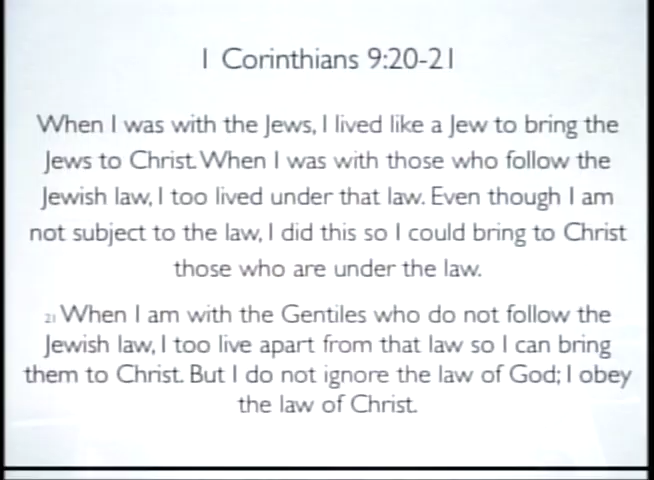 1 Corinthians 9:20-21
When I was with the Jews, I lived like a Jew to bring the
Jews to Christ. When I was with those who follow the
Jewish law, I too lived under that law. Even though I am
not subject to the law, I did this so I could bring to Christ
those who are under the law.
21 When I am with the Gentiles who do not follow the
Jewish law, I too live apart from that law so I can bring
them to Christ. But I do not ignore the law of God; I obey
the law of Christ.